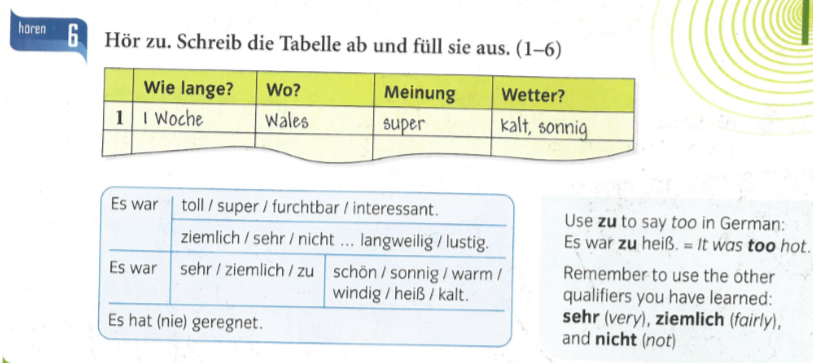 hören
6
Hör zu. Schreib die Tabelle ab und füll sie aus. (1–6)
Wie lange? Wo? Meinung Wetter?
1 1 Woche Wales super kalt, sonnig
Es war toll / super / furchtbar / interessant.
ziemlich / sehr / nicht ... langweilig / lustig.
Es war sehr / ziemlich / zu schön / sonnig / warm /
windig / heiß / kalt.
Es hat (nie) geregnet.
Use zu to say too in German:
Es war zu heiß. = It was too hot.
Remember to use the other
qualifiers you have learned:
sehr (very), ziemlich (fairly),
and nicht (not)